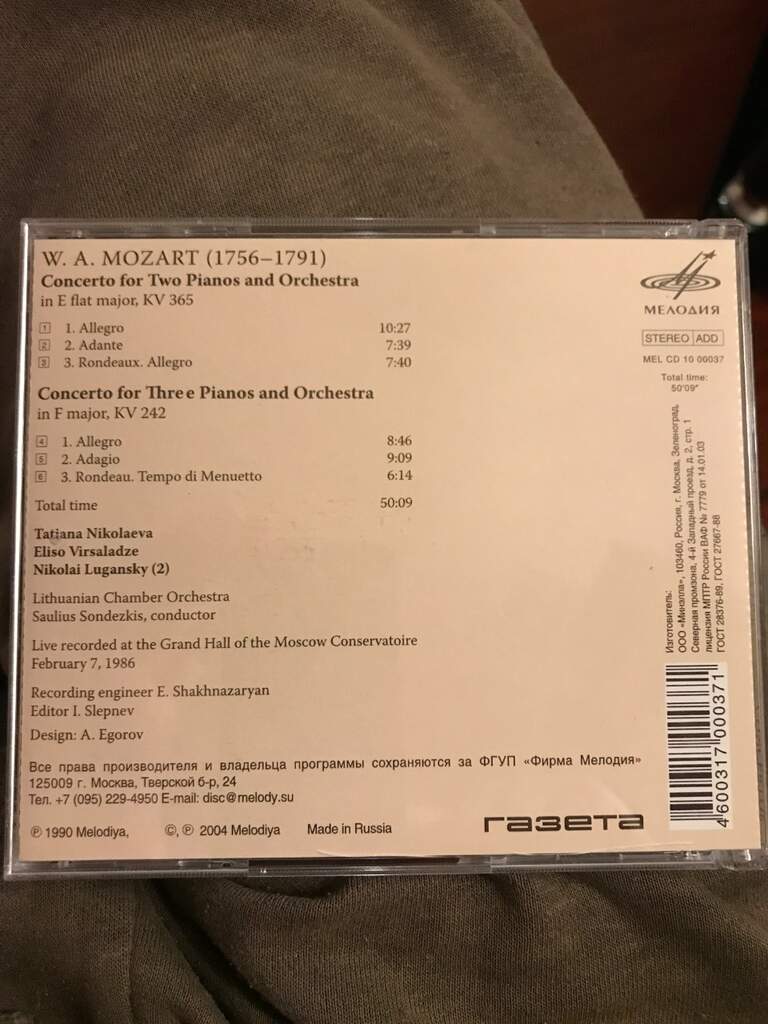 W. A. MOZART (1756–1791)
Concerto for Two Pianos and Orchestra
in E flat major, KV 365
1 1. Allegro 10:27
2 2. Adante 7:39
3 3. Rondeaux. Allegro 7:40
Concerto for Three Pianos and Orchestra
in F major, KV 242
4 1. Allegro 8:46
5 2. Adagio 9:09
6 3. Rondeau. Tempo di Menuetto 6:14
Total time 50:09
Tatiana Nikolaeva
Eliso Virsaladze
Nikolai Lugansky (2)
Lithuanian Chamber Orchestra
Saulius Sondezkis, conductor
Live recorded at the Grand Hall of the Moscow Conservatoire
February 7, 1986
Recording engineer E. Shakhnazaryan
Editor I. Slepnev
Design: A. Egorov
Все права производителя и владельца программы сохраняются за ФГУП «Фирма Мелодия»
125009 г. Москва, Тверской б-р, 24
Тел. +7 (095) 229-4950 E-mail: disc@melody.su
℗ 1990 Melodiya, ©, ℗ 2004 Melodiya Made in Russia
газета
МЕЛОДИЯ
STEREO ADD
MEL CD 10 00037
Total time:
50'09"
Изготовитель:
ООО «Минэлла», 103460, Россия, г. Москва, Зеленоград,
Северная промзона, 4-й Западный проезд, д. 2, стр. 1
лицензия МПТР России ВАФ № 7779 от 14.01.03
ГОСТ 28376-89, ГОСТ 27667-88
4 600317 000371